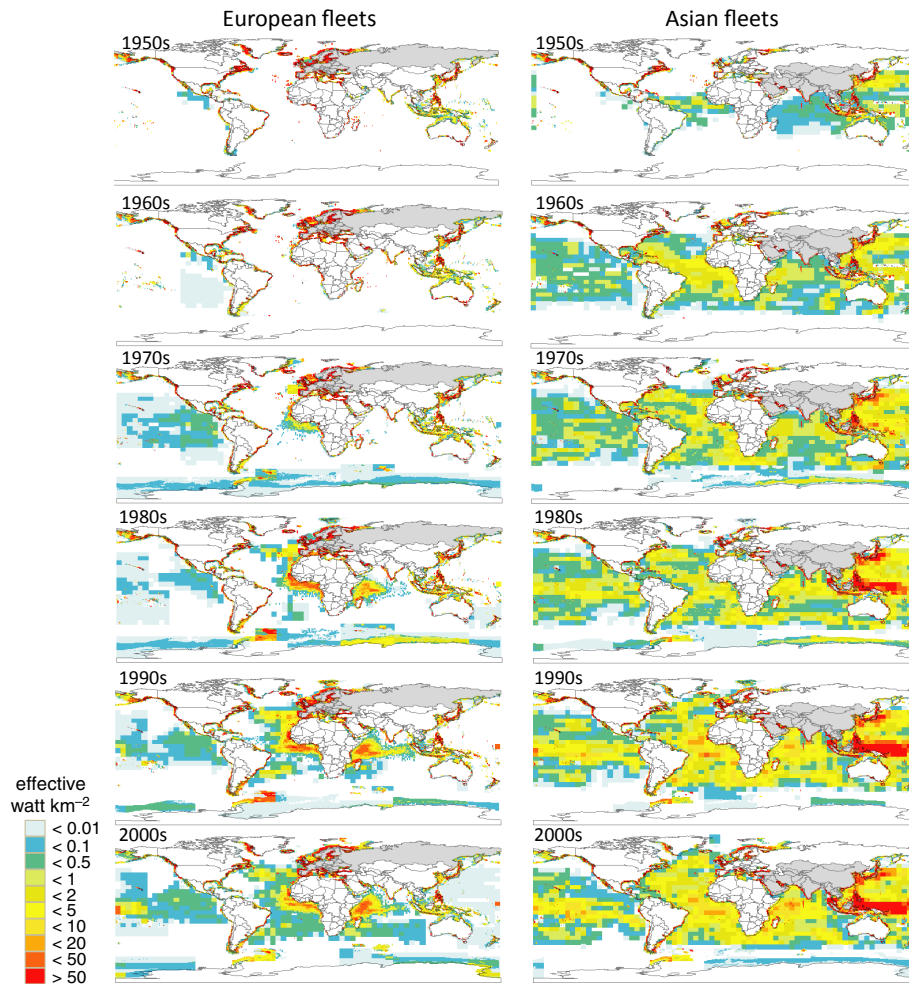 European fleets
Asian fleets
1950s
1950s
1960s
1960s
1970s
1970s
1980s
1980s
1990s
1990s
2000s
2000s
effective
watt km⁻²
< 0.01
< 0.1
< 0.5
< 1
< 2
< 5
< 10
< 20
< 50
> 50